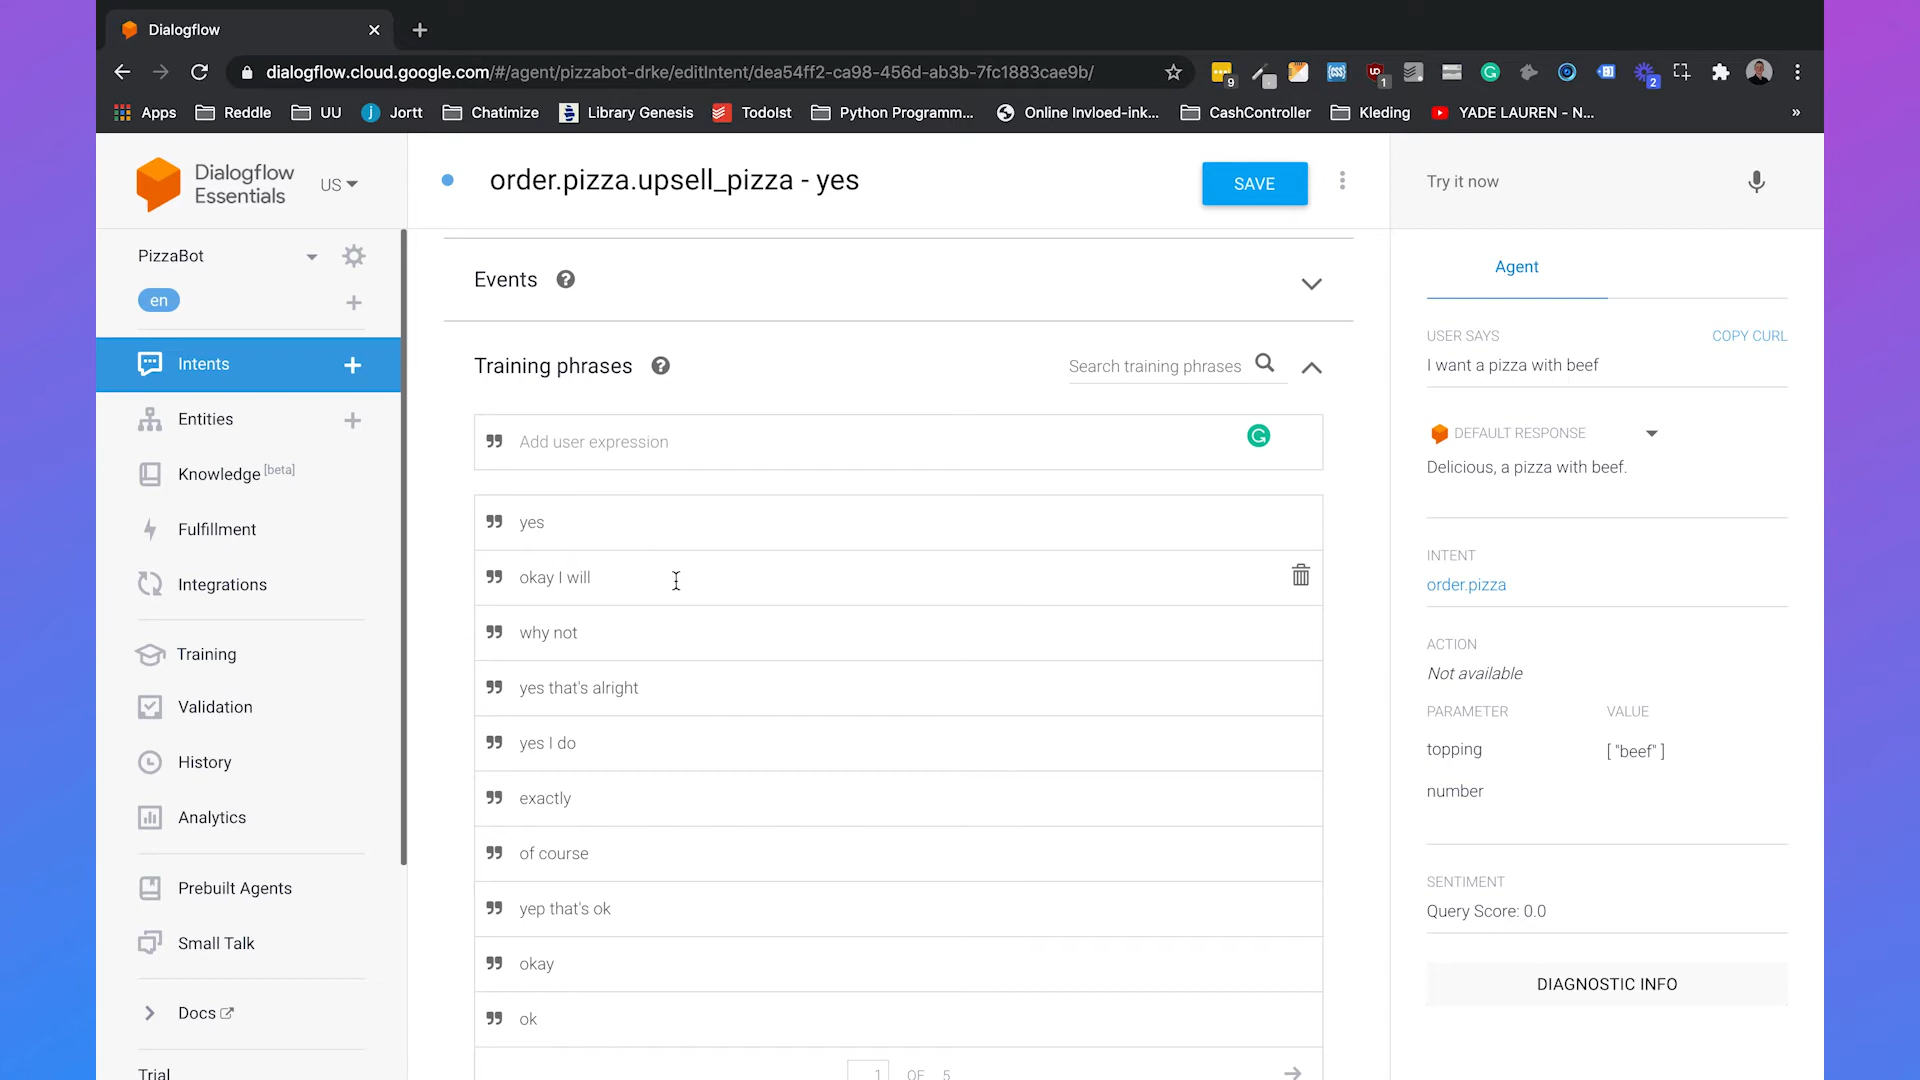 Dialogflow
dialogflow.cloud.google.com/#/agent/pizzabot-drke/editIntent/dea54ff2-ca98-456d-ab3b-7fc1883cae9b/
9
1
2
Apps
Reddle
UU
Jortt
Chatimize
Library Genesis
TodoIst
Python Programm...
Online Invloed-ink...
CashController
Kleding
YADE LAUREN - N...
»
Dialogflow
Essentials
US
order.pizza.upsell_pizza - yes
SAVE
Try it now
PizzaBot
en
Intents
Entities
Knowledge [beta]
Fulfillment
Integrations
Training
Validation
History
Analytics
Prebuilt Agents
Small Talk
Docs
Trial
Events
Training phrases
Search training phrases
Add user expression
yes
okay I will
why not
yes that's alright
yes I do
exactly
of course
yep that's ok
okay
ok
1 OF 5
Agent
USER SAYS
COPY CURL
I want a pizza with beef
DEFAULT RESPONSE
Delicious, a pizza with beef.
INTENT
order.pizza
ACTION
Not available
PARAMETER
VALUE
topping
[ "beef" ]
number
SENTIMENT
Query Score: 0.0
DIAGNOSTIC INFO